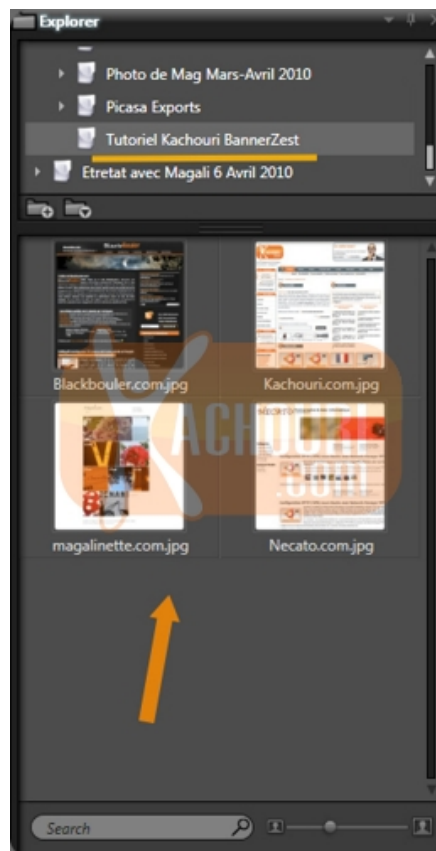 Explorer
Photo de Mag Mars-Avril 2010
Picasa Exports
Tutoriel Kachouri BannerZest
Etretat avec Magali 6 Avril 2010
Blackbouler.com.jpg
Kachouri.com.jpg
KACHOURI
.COM
magalinette.com.jpg
Necato.com.jpg
Search